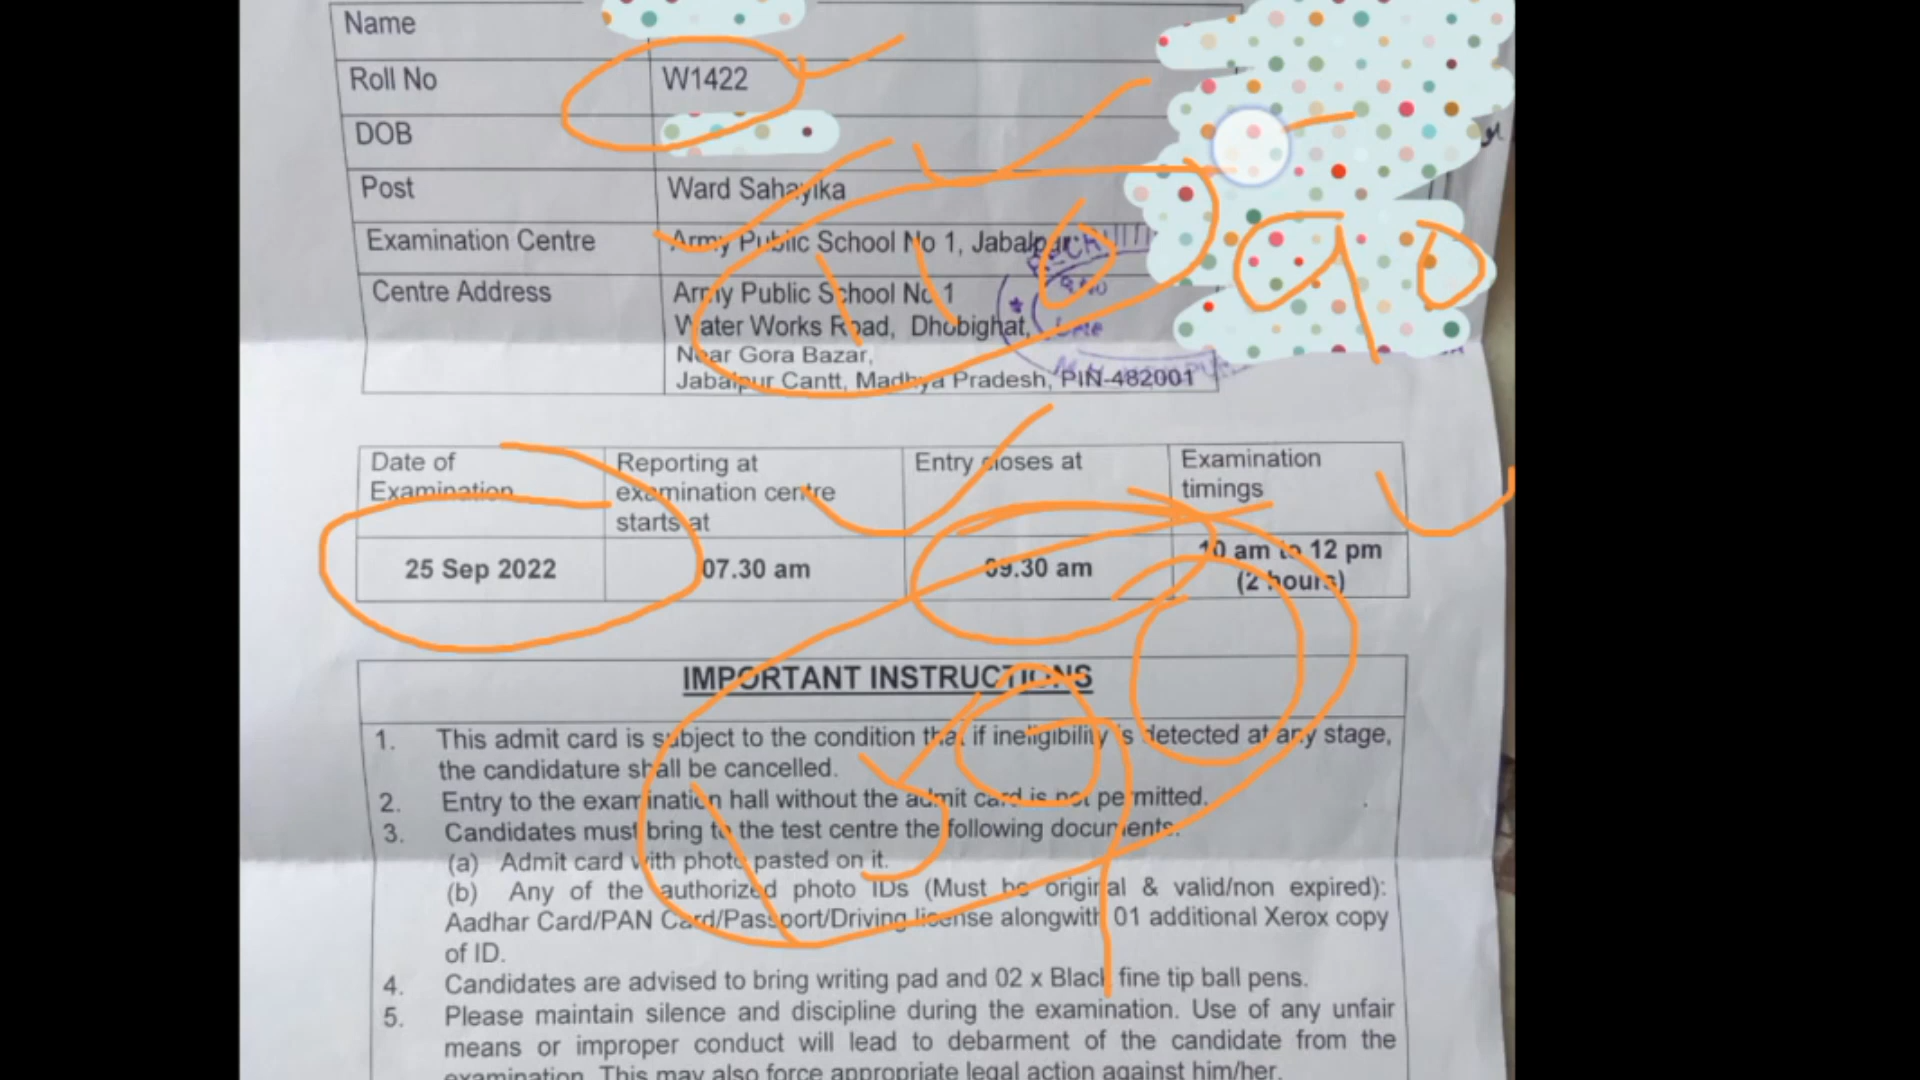 Name
Roll No W1422
DOB
Post Ward Sahayika
Examination Centre Army Public School No 1, Jabalpur
Centre Address Army Public School No 1
Water Works Road, Dhobighat,
Near Gora Bazar,
Jabalpur Cantt, Madhya Pradesh, PIN-482001
Date of Examination Reporting at examination centre starts at Entry closes at Examination timings
25 Sep 2022 07.30 am 09.30 am 10 am to 12 pm (2 hours)
IMPORTANT INSTRUCTIONS
1. This admit card is subject to the condition that if ineligibility is detected at any stage,
the candidature shall be cancelled.
2. Entry to the examination hall without the admit card is not permitted.
3. Candidates must bring to the test centre the following documents:
(a) Admit card with photo pasted on it.
(b) Any of the authorized photo IDs (Must be original & valid/non expired):
Aadhar Card/PAN Card/Passport/Driving license alongwith 01 additional Xerox copy
of ID.
4. Candidates are advised to bring writing pad and 02 x Black fine tip ball pens.
5. Please maintain silence and discipline during the examination. Use of any unfair
means or improper conduct will lead to debarment of the candidate from the
examination. This may also force appropriate legal action against him/her.